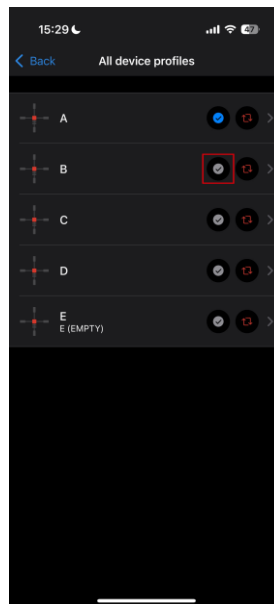 15:29
47
Back
All device profiles
A
B
C
D
E
E (EMPTY)